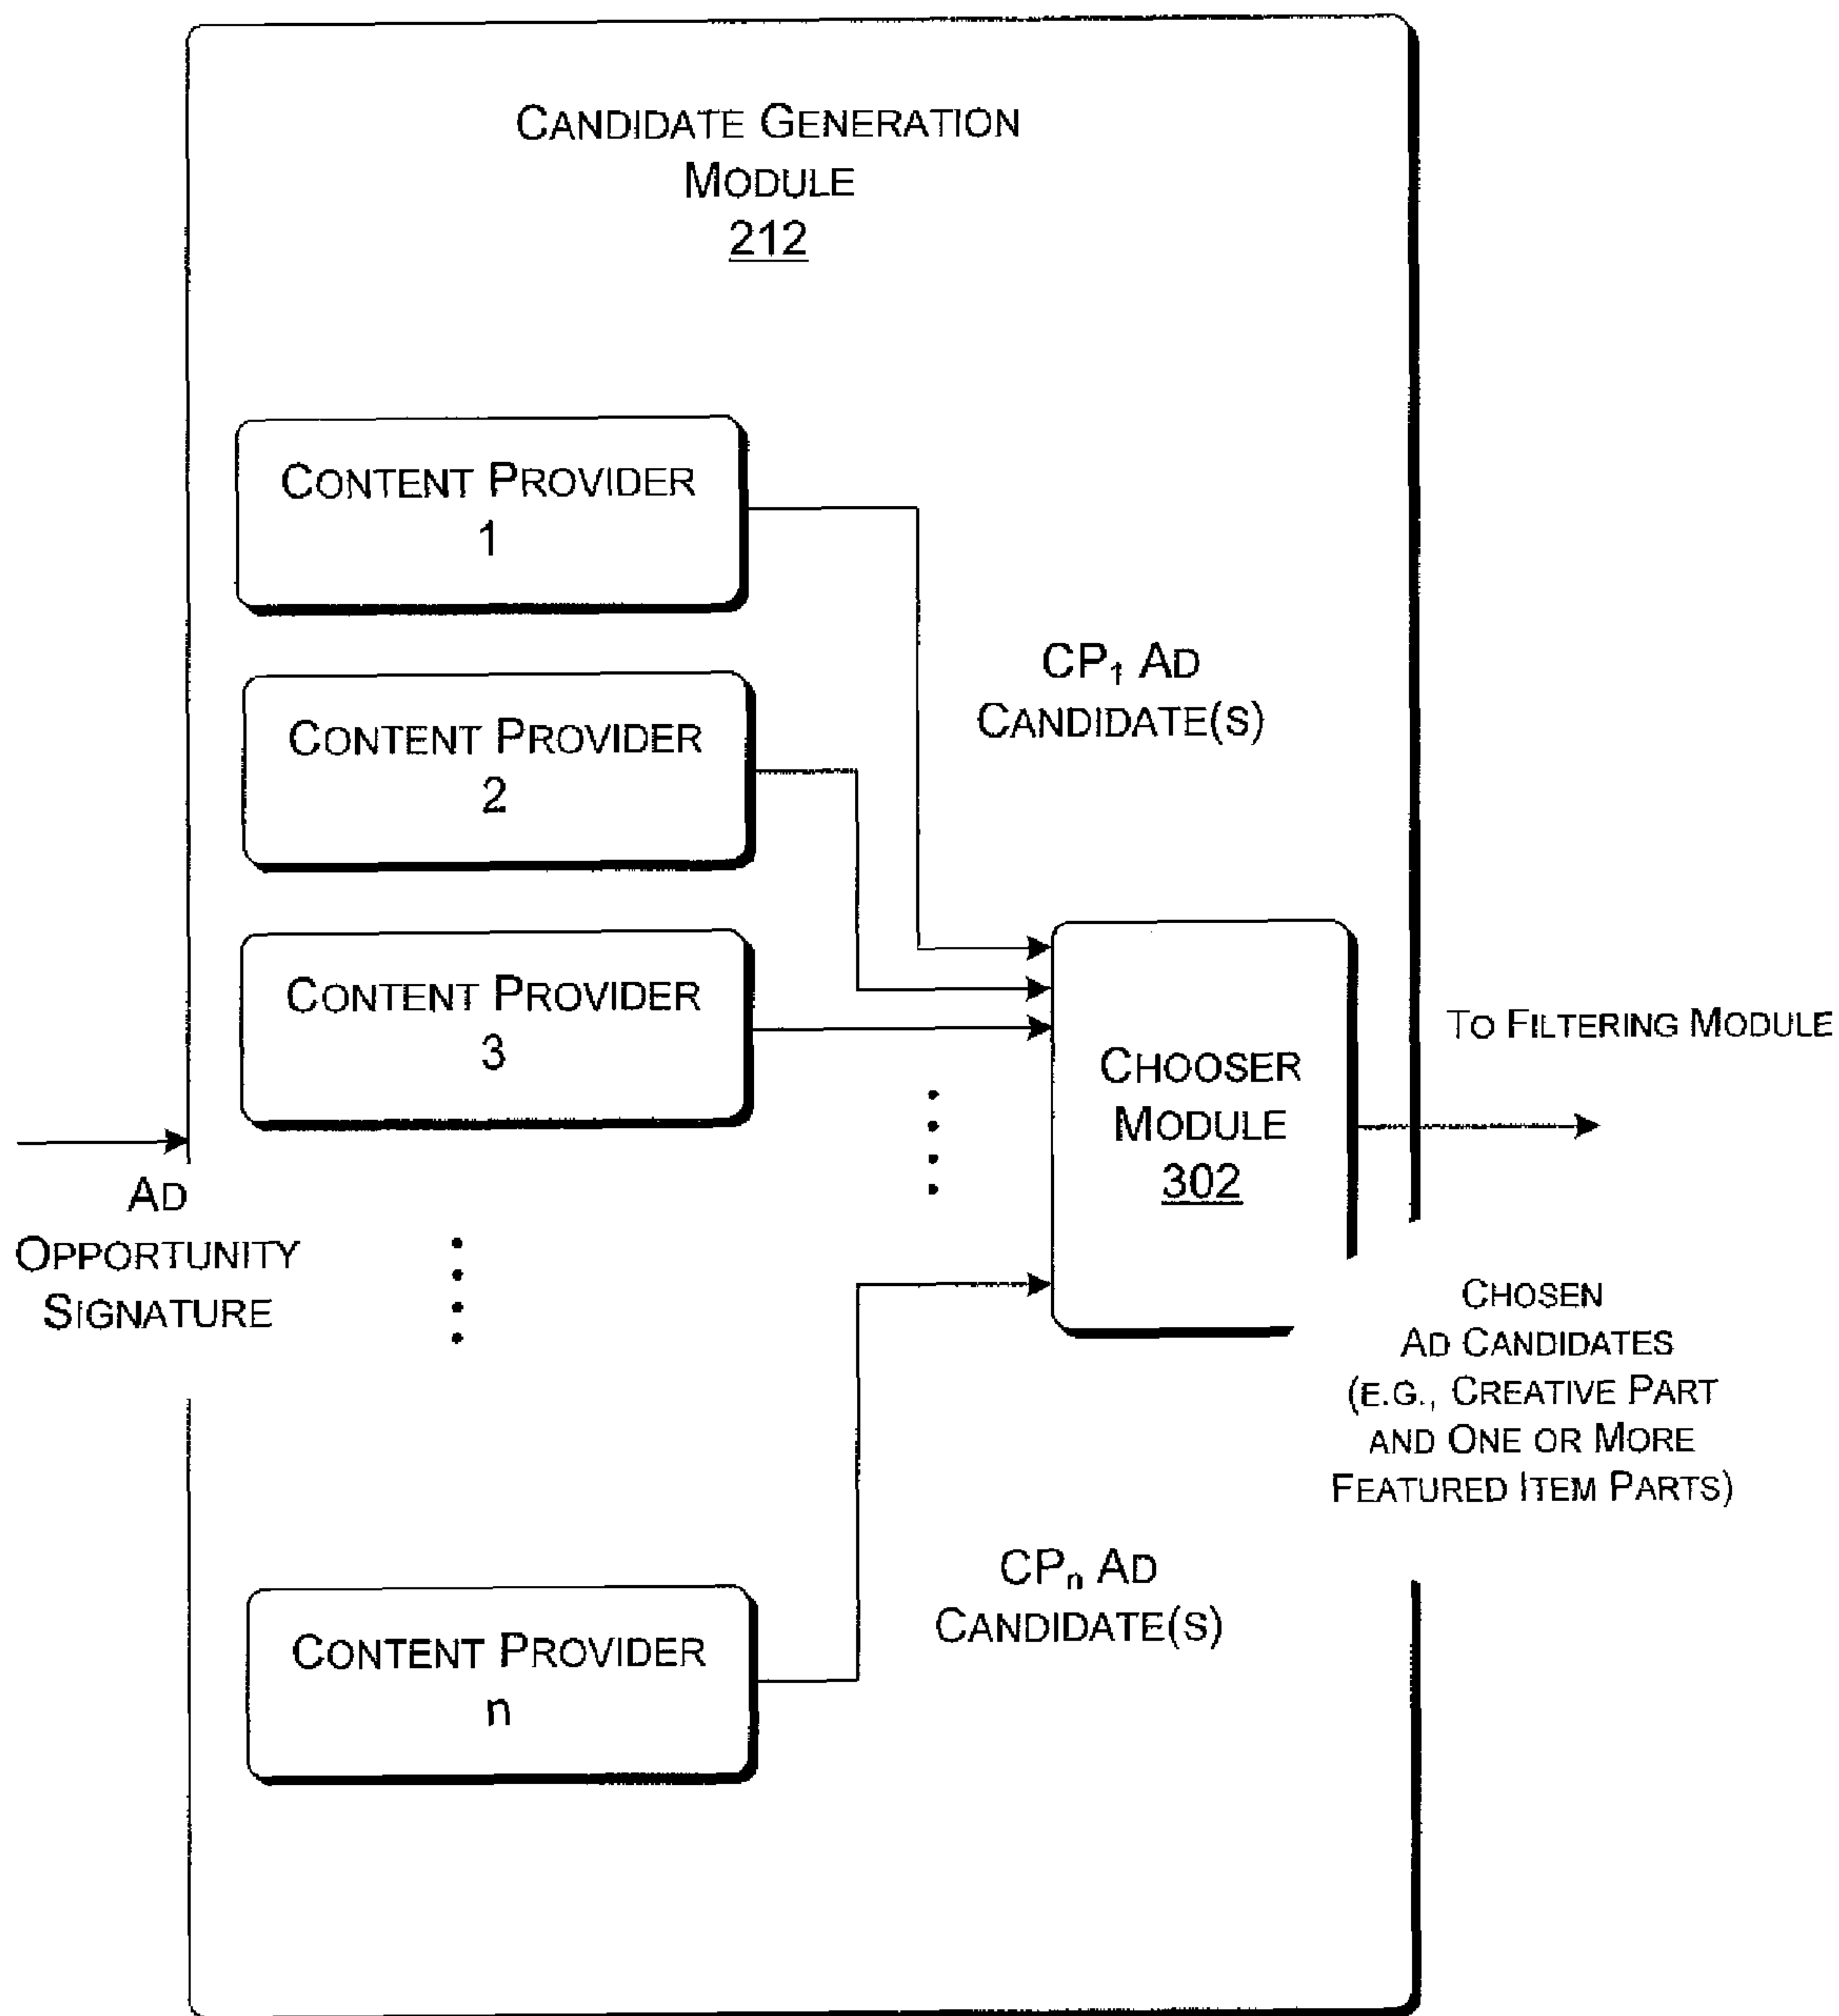 CANDIDATE GENERATION
MODULE
212
CONTENT PROVIDER
1
CP₁ AD
CANDIDATE(S)
CONTENT PROVIDER
2
CONTENT PROVIDER
3
TO FILTERING MODULE
CHOOSER
MODULE
302
AD
OPPORTUNITY
SIGNATURE
CHOSEN
AD CANDIDATES
(E.G., CREATIVE PART
AND ONE OR MORE
FEATURED ITEM PARTS)
CPₙ AD
CANDIDATE(S)
CONTENT PROVIDER
n